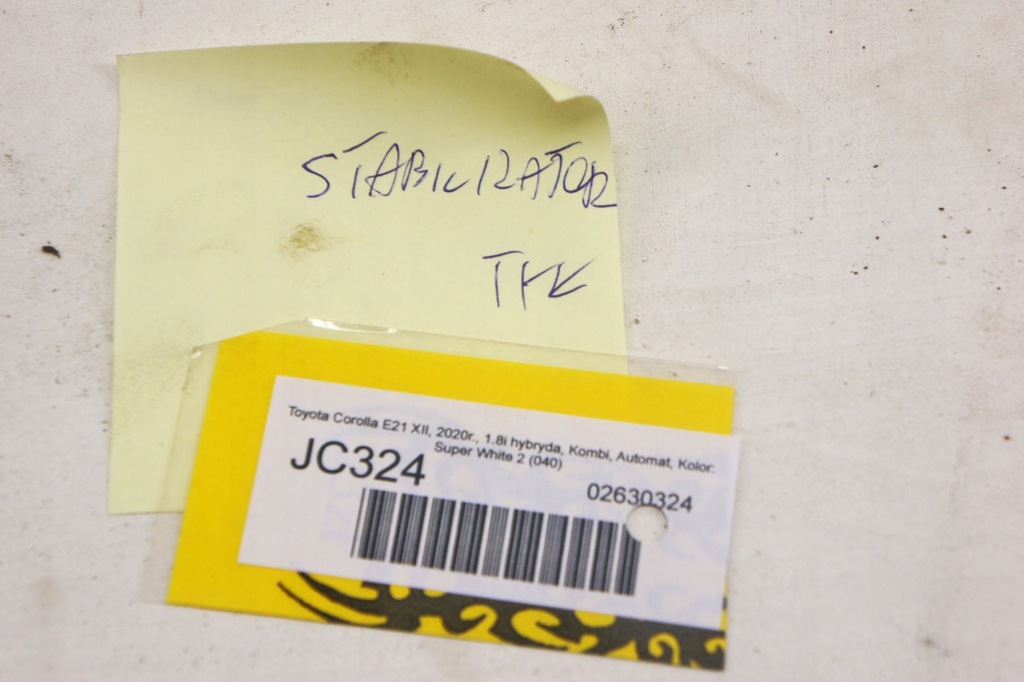 STABILIZATOR
TYŁ
Toyota Corolla E21 XII, 2020r., 1.8i hybryda, Kombi, Automat, Kolor:
Super White 2 (040)
JC324
02630324